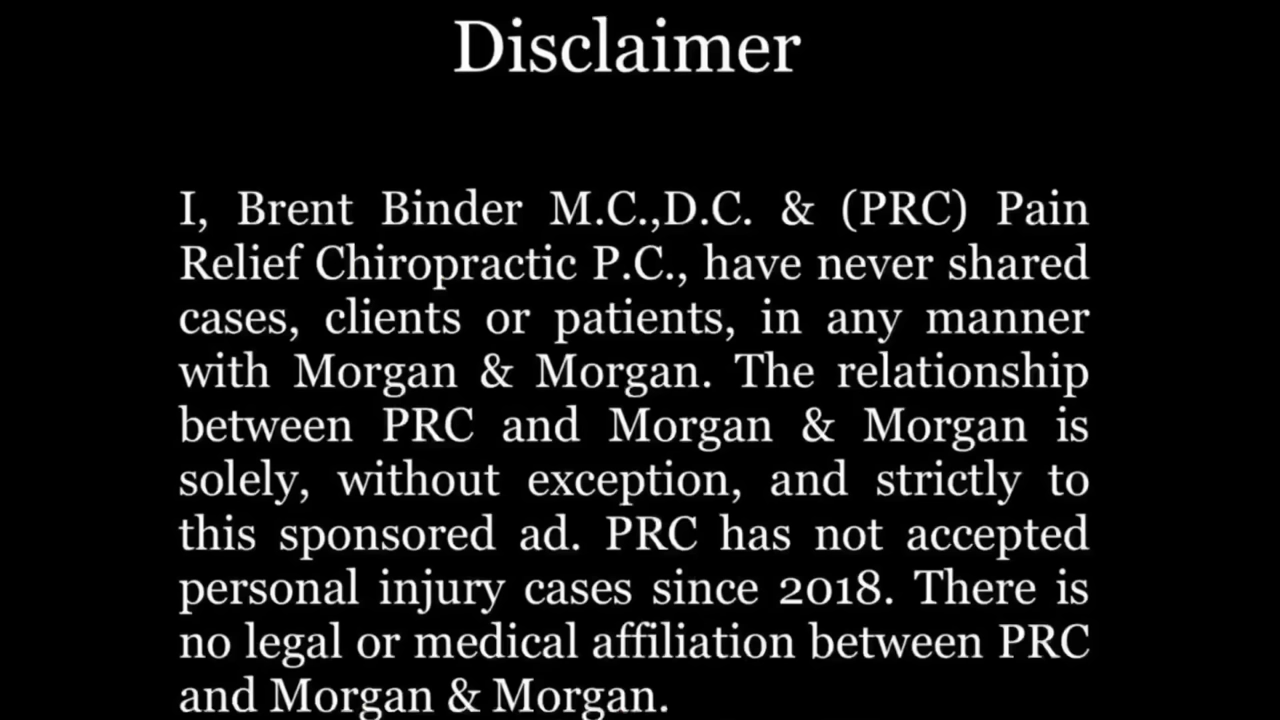 Disclaimer
I, Brent Binder M.C.,D.C. & (PRC) Pain
Relief Chiropractic P.C., have never shared
cases, clients or patients, in any manner
with Morgan & Morgan. The relationship
between PRC and Morgan & Morgan is
solely, without exception, and strictly to
this sponsored ad. PRC has not accepted
personal injury cases since 2018. There is
no legal or medical affiliation between PRC
and Morgan & Morgan.